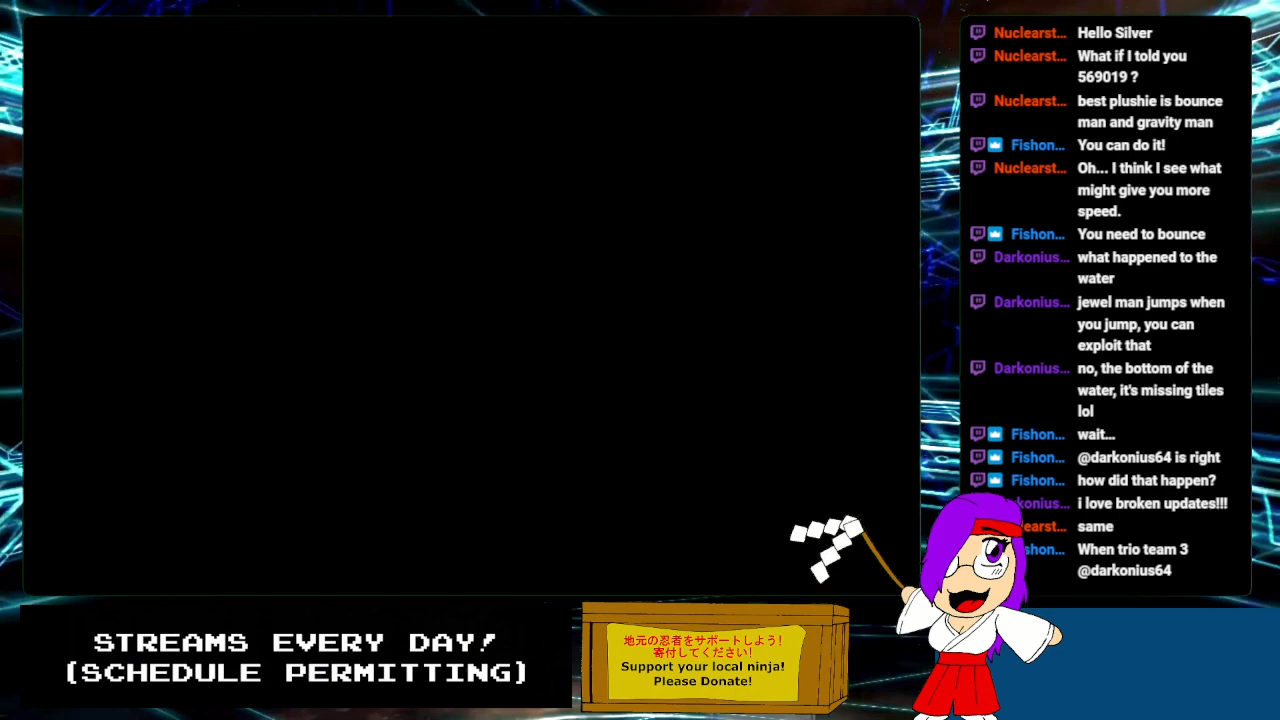 Nuclearst... Hello Silver
Nuclearst... What if I told you
569019 ?
Nuclearst... best plushie is bounce
man and gravity man
Fishon... You can do it!
Nuclearst... Oh... I think I see what
might give you more
speed.
Fishon... You need to bounce
Darkonius... what happened to the
water
Darkonius... jewel man jumps when
you jump, you can
exploit that
Darkonius... no, the bottom of the
water, it's missing tiles
lol
Fishon... wait...
Fishon... @darkonius64 is right
Fishon... how did that happen?
konius... i love broken updates!!!
earst... same
shon... When trio team 3
@darkonius64
STREAMS EVERY DAY!
(SCHEDULE PERMITTING)
地元の忍者をサポートしよう!
寄付してください!
Support your local ninja!
Please Donate!